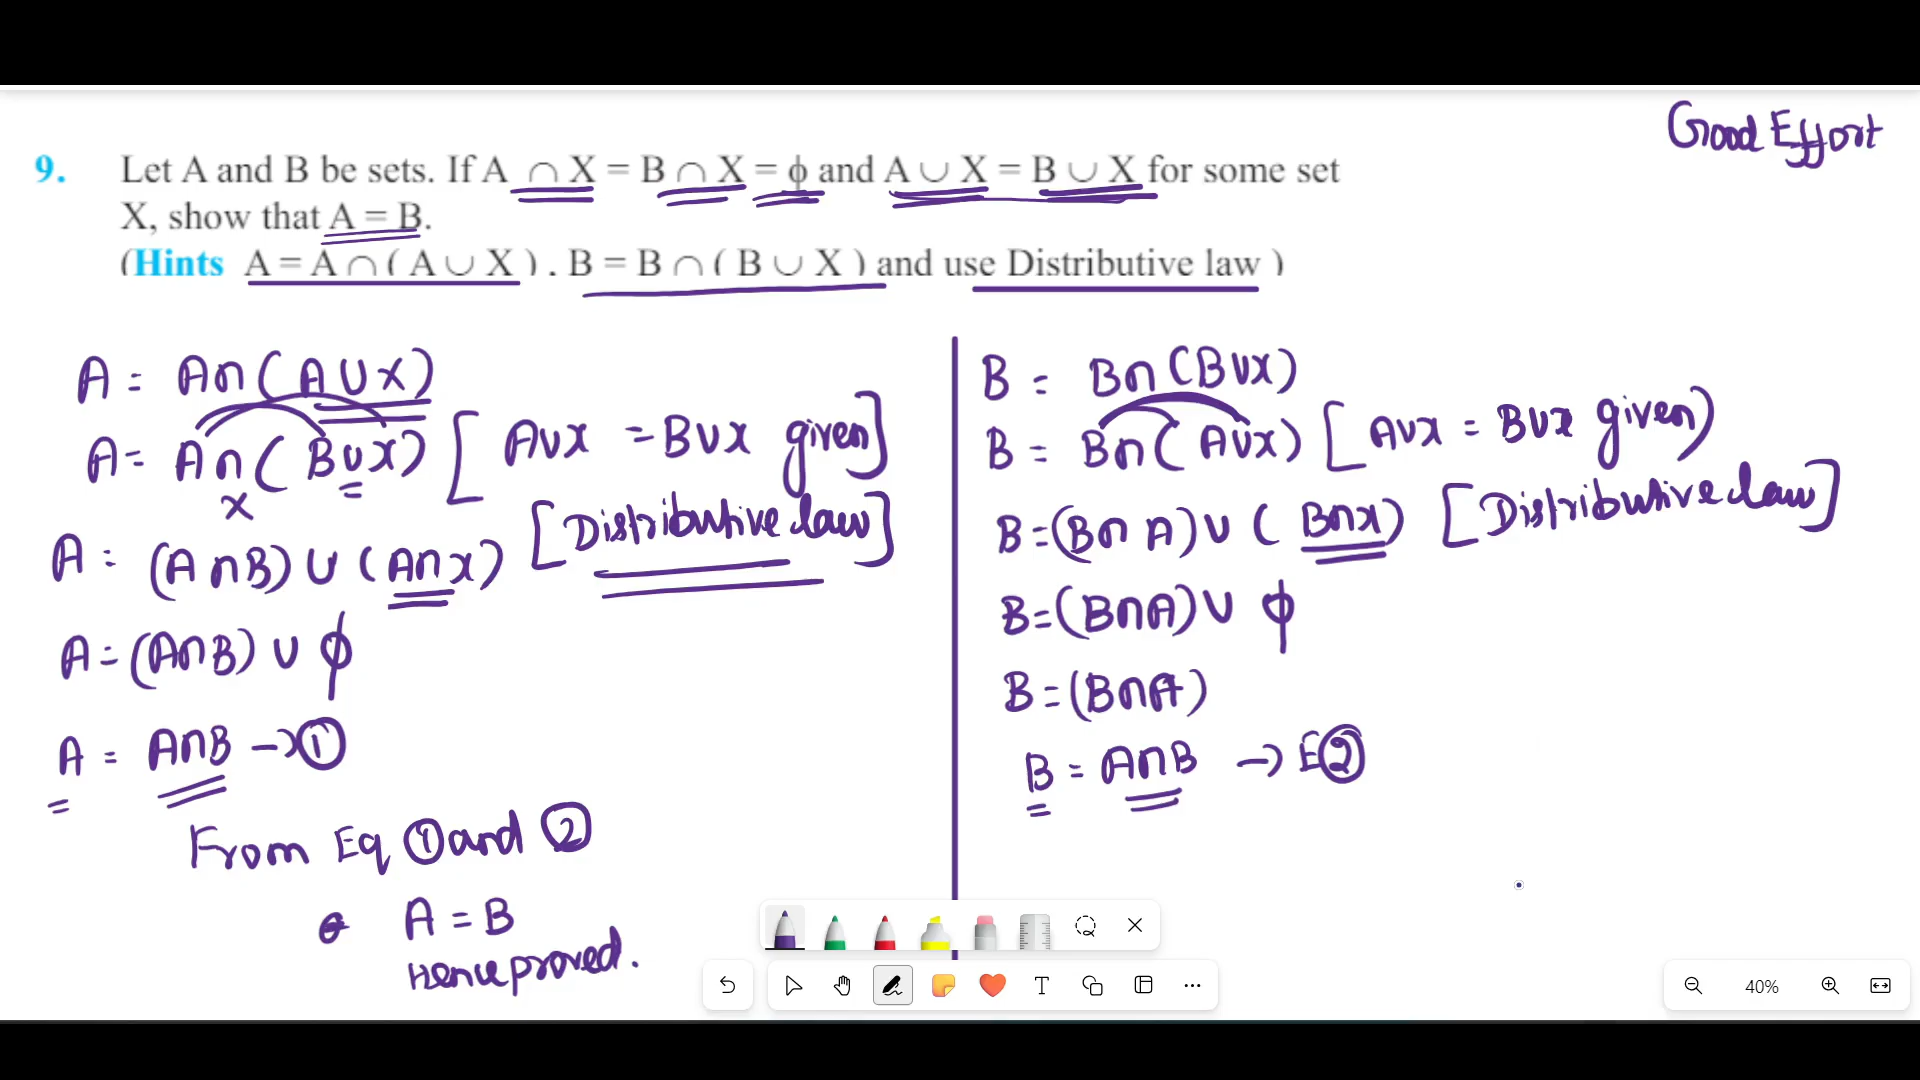 Good Effort
9. Let A and B be sets. If A ∩ X = B ∩ X = ϕ and A ∪ X = B ∪ X for some set
X, show that A = B.
(Hints A = A ∩ ( A ∪ X ) , B = B ∩ ( B ∪ X ) and use Distributive law )
A = A∩(A∪X)
A = A∩(B∪X) [A∪X = B∪X given]
x
A = (A∩B)∪(A∩X) [Distributive law]
A = (A∩B)∪ϕ
A = A∩B → ①
From Eq ① and ②
A = B
Hence proved.
B = B∩(B∪X)
B = B∩(A∪X) [A∪X = B∪X given)
B = (B∩A)∪(B∩X) [Distributive law]
B = (B∩A)∪ϕ
B = (B∩A)
B = A∩B → E②
40%